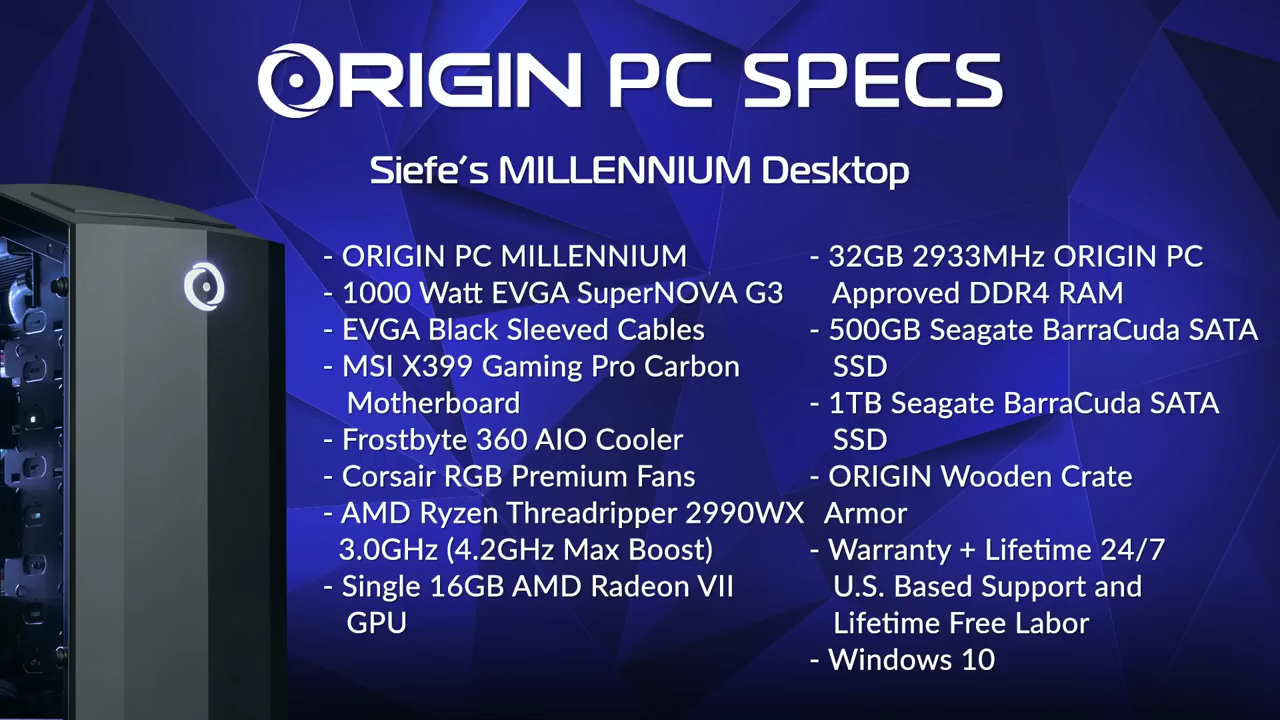 ORIGIN PC SPECS
Siefe's MILLENNIUM Desktop
- ORIGIN PC MILLENNIUM
- 1000 Watt EVGA SuperNOVA G3
- EVGA Black Sleeved Cables
- MSI X399 Gaming Pro Carbon
Motherboard
- Frostbyte 360 AIO Cooler
- Corsair RGB Premium Fans
- AMD Ryzen Threadripper 2990WX
3.0GHz (4.2GHz Max Boost)
- Single 16GB AMD Radeon VII
GPU
- 32GB 2933MHz ORIGIN PC
Approved DDR4 RAM
- 500GB Seagate BarraCuda SATA
SSD
- 1TB Seagate BarraCuda SATA
SSD
- ORIGIN Wooden Crate
Armor
- Warranty + Lifetime 24/7
U.S. Based Support and
Lifetime Free Labor
- Windows 10